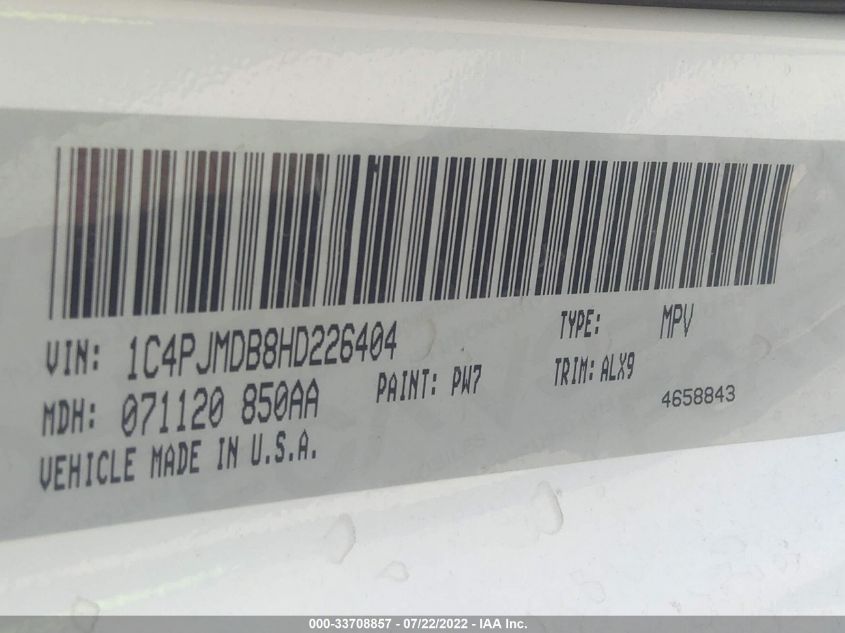 VIN: 1C4PJMDB8HD226404
TYPE: MPV
MDH: 071120 850AA
PAINT: PW7
TRIM: ALX9
4658843
VEHICLE MADE IN U.S.A.
000-33708857 - 07/22/2022 - IAA Inc.